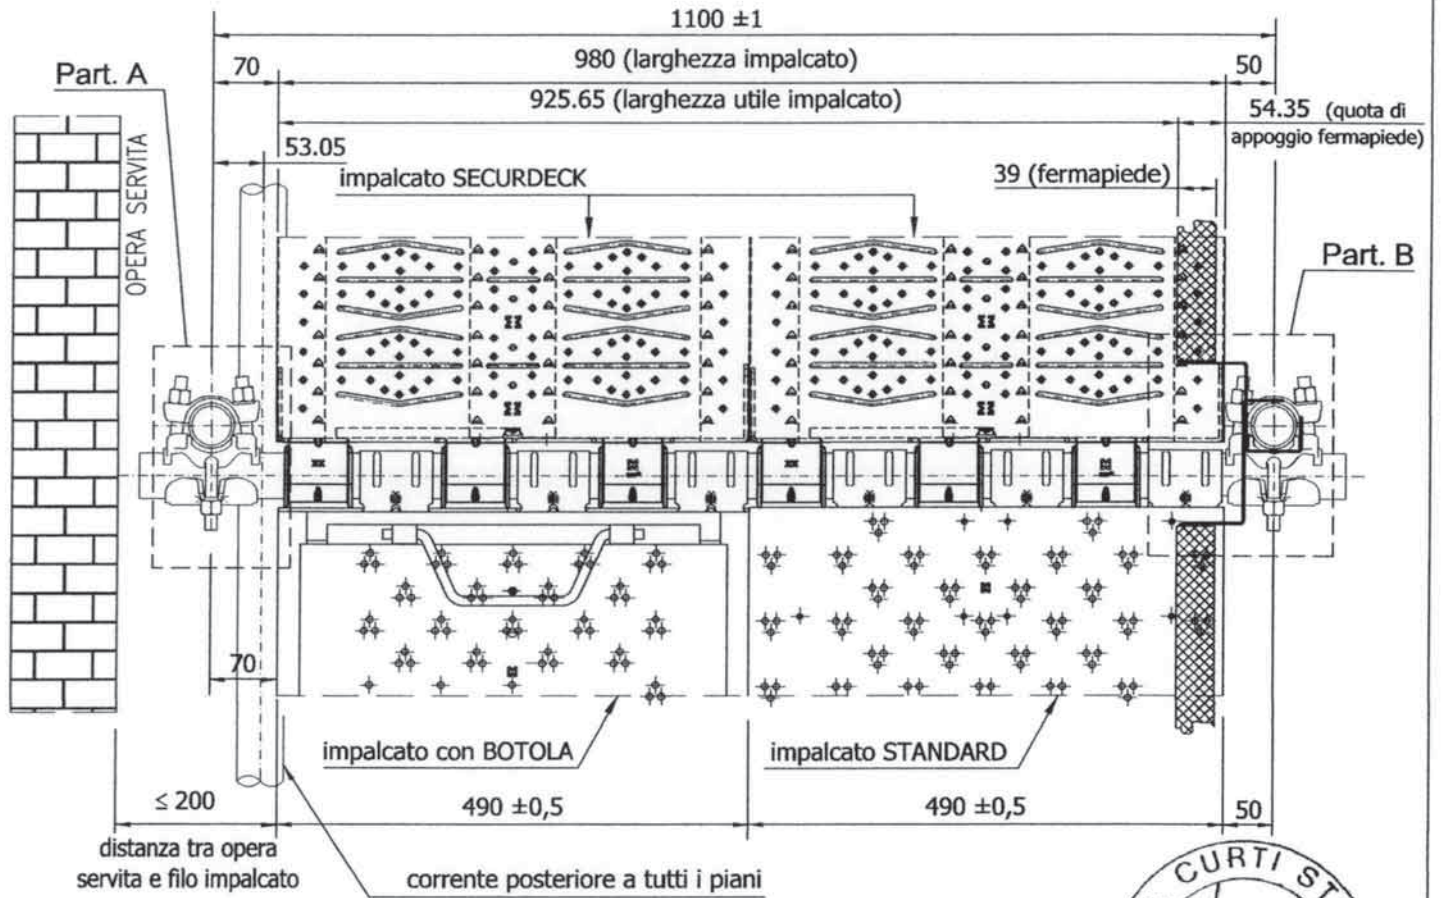 1100 ±1
980 (larghezza impalcato)
Part. A
70
50
925.65 (larghezza utile impalcato)
54.35 (quota di
appoggio fermapiede)
53.05
OPERA SERVITA
impalcato SECURDECK
39 (fermapiede)
Part. B
70
impalcato con BOTOLA
impalcato STANDARD
≤ 200
490 ±0,5
490 ±0,5
50
distanza tra opera
servita e filo impalcato
corrente posteriore a tutti i piani
CURTI ST